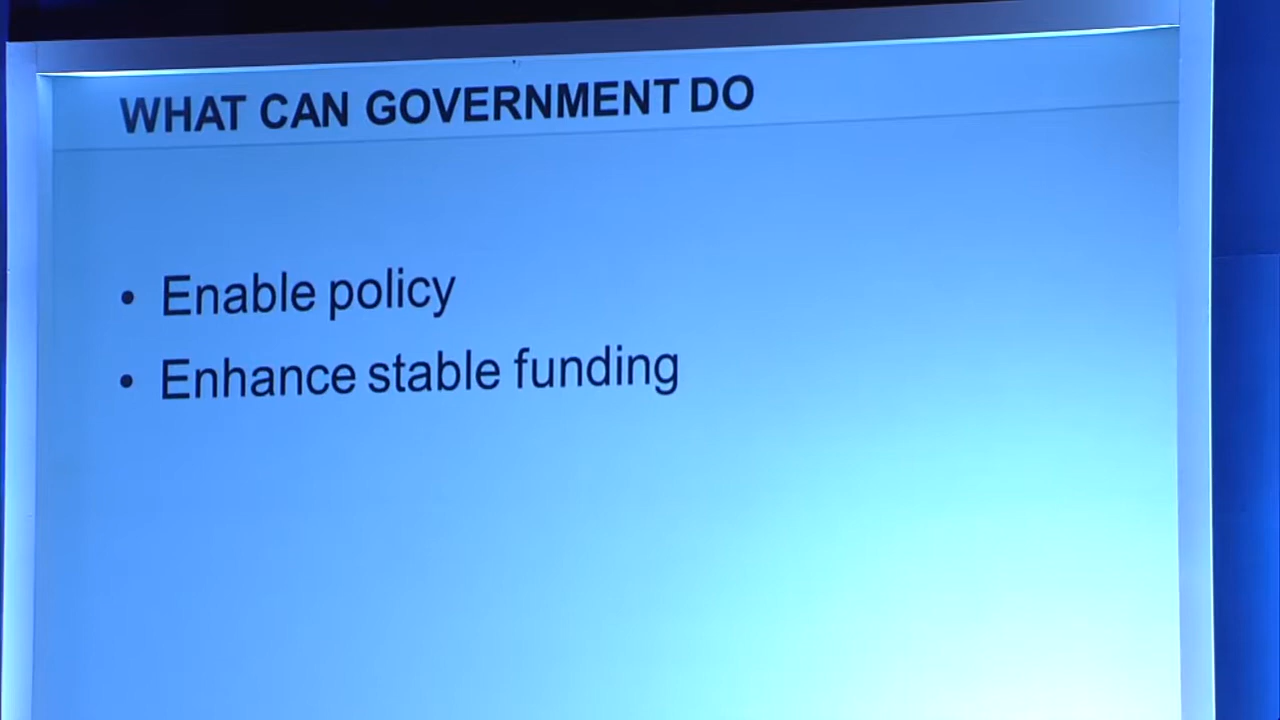 WHAT CAN GOVERNMENT DO
• Enable policy
• Enhance stable funding